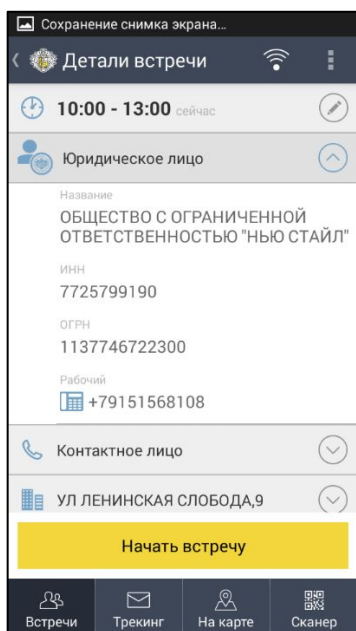 Сохранение снимка экрана...
Детали встречи
10:00 - 13:00 сейчас
Юридическое лицо
Название
ОБЩЕСТВО С ОГРАНИЧЕННОЙ
ОТВЕТСТВЕННОСТЬЮ "НЬЮ СТАЙЛ"
ИНН
7725799190
ОГРН
1137746722300
Рабочий
+79151568108
Контактное лицо
УЛ ЛЕНИНСКАЯ СЛОБОДА,9
Начать встречу
Встречи Трекинг На карте Сканер